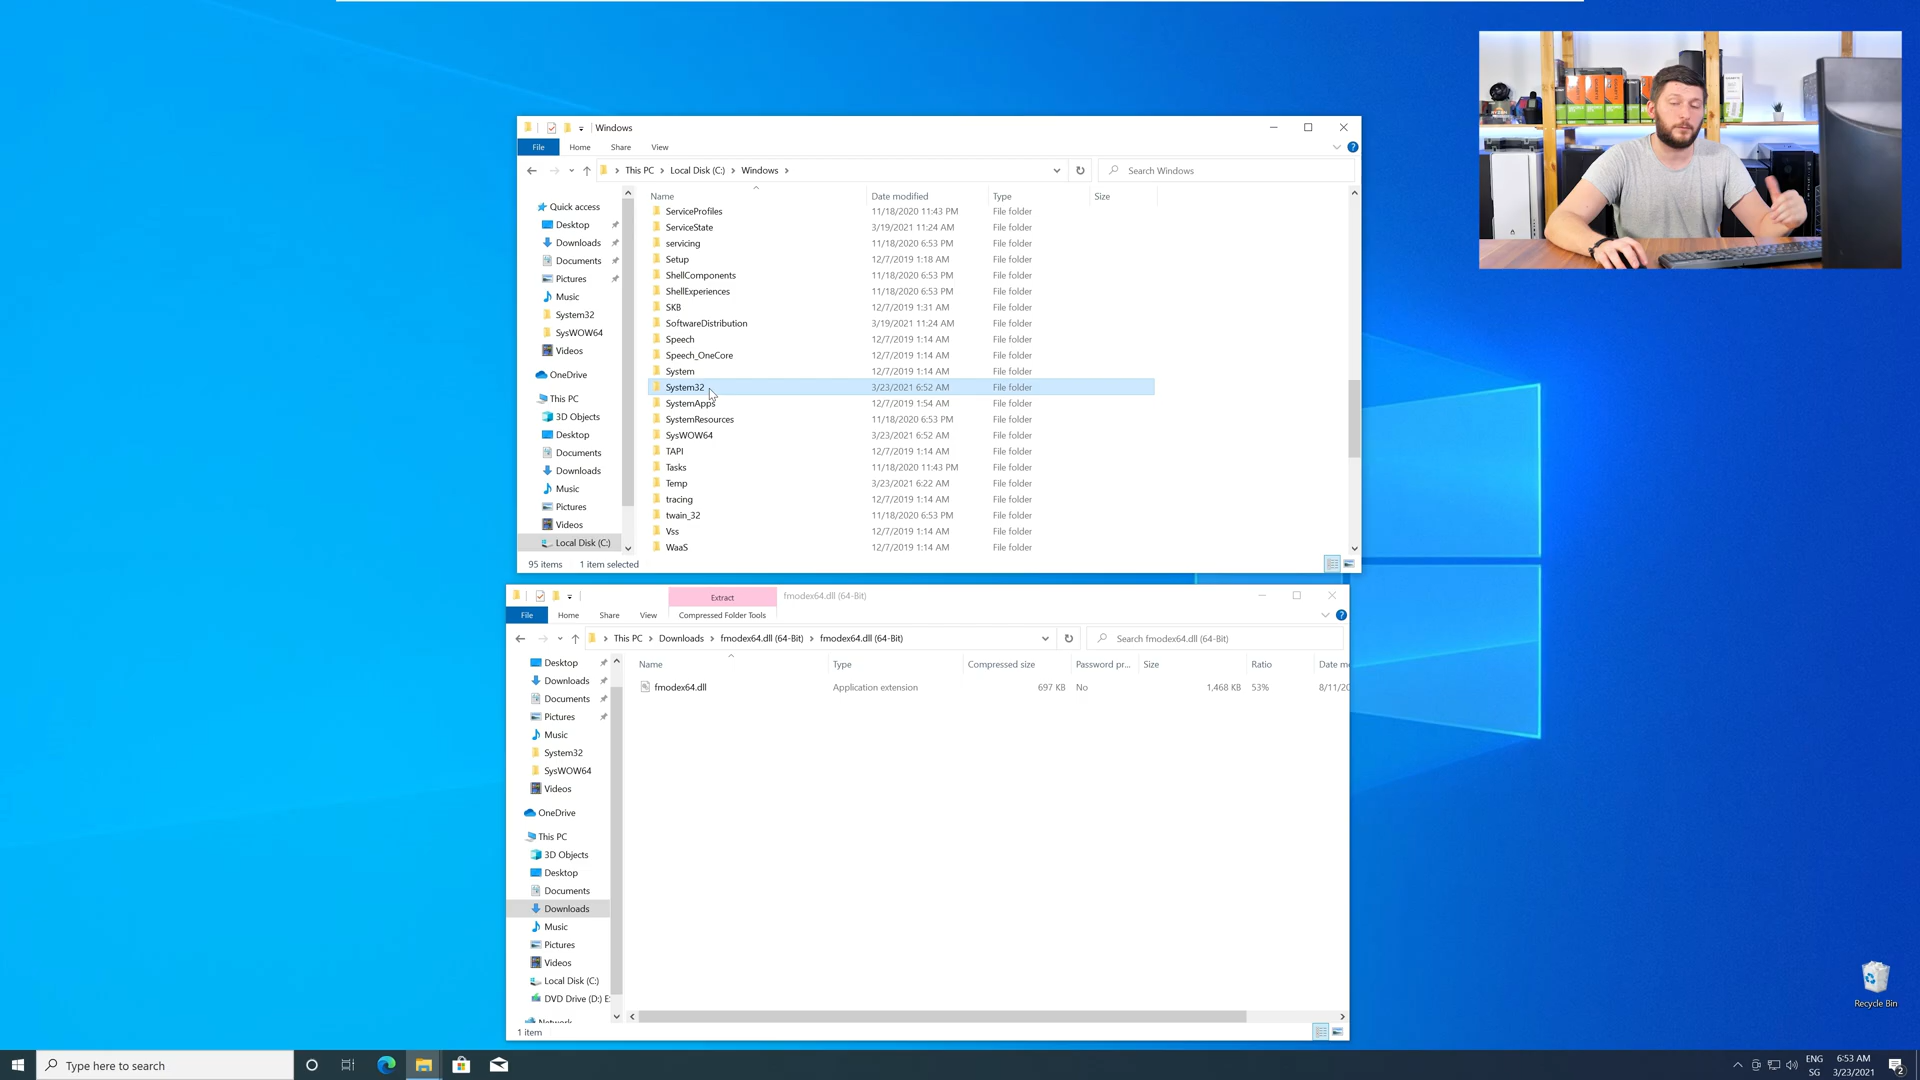 Windows
File Home Share View
This PC Local Disk (C:) Windows
Search Windows
Name Date modified Type Size
Quick access
Desktop
Downloads
Documents
Pictures
Music
System32
SysWOW64
Videos
OneDrive
This PC
3D Objects
Desktop
Documents
Downloads
Music
Pictures
Videos
Local Disk (C:)
ServiceProfiles 11/18/2020 11:43 PM File folder
ServiceState 3/19/2021 11:24 AM File folder
servicing 11/18/2020 6:53 PM File folder
Setup 12/7/2019 1:18 AM File folder
ShellComponents 11/18/2020 6:53 PM File folder
ShellExperiences 11/18/2020 6:53 PM File folder
SKB 12/7/2019 1:31 AM File folder
SoftwareDistribution 3/19/2021 11:24 AM File folder
Speech 12/7/2019 1:14 AM File folder
Speech_OneCore 12/7/2019 1:14 AM File folder
System 12/7/2019 1:14 AM File folder
System32 3/23/2021 6:52 AM File folder
SystemApps 12/7/2019 1:54 AM File folder
SystemResources 11/18/2020 6:53 PM File folder
SysWOW64 3/23/2021 6:52 AM File folder
TAPI 12/7/2019 1:14 AM File folder
Tasks 11/18/2020 11:43 PM File folder
Temp 3/23/2021 6:22 AM File folder
tracing 12/7/2019 1:14 AM File folder
twain_32 11/18/2020 6:53 PM File folder
Vss 12/7/2019 1:14 AM File folder
WaaS 12/7/2019 1:14 AM File folder
95 items 1 item selected
Extract fmodex64.dll (64-Bit)
File Home Share View Compressed Folder Tools
This PC Downloads fmodex64.dll (64-Bit) fmodex64.dll (64-Bit)
Search fmodex64.dll (64-Bit)
Name Type Compressed size Password pr... Size Ratio Date m
fmodex64.dll Application extension 697 KB No 1,468 KB 53% 8/11/20
Desktop
Downloads
Documents
Pictures
Music
System32
SysWOW64
Videos
OneDrive
This PC
3D Objects
Desktop
Documents
Downloads
Music
Pictures
Videos
Local Disk (C:)
DVD Drive (D:) E
Network
1 item
Recycle Bin
Type here to search
ENG
SG
6:53 AM
3/23/2021
2